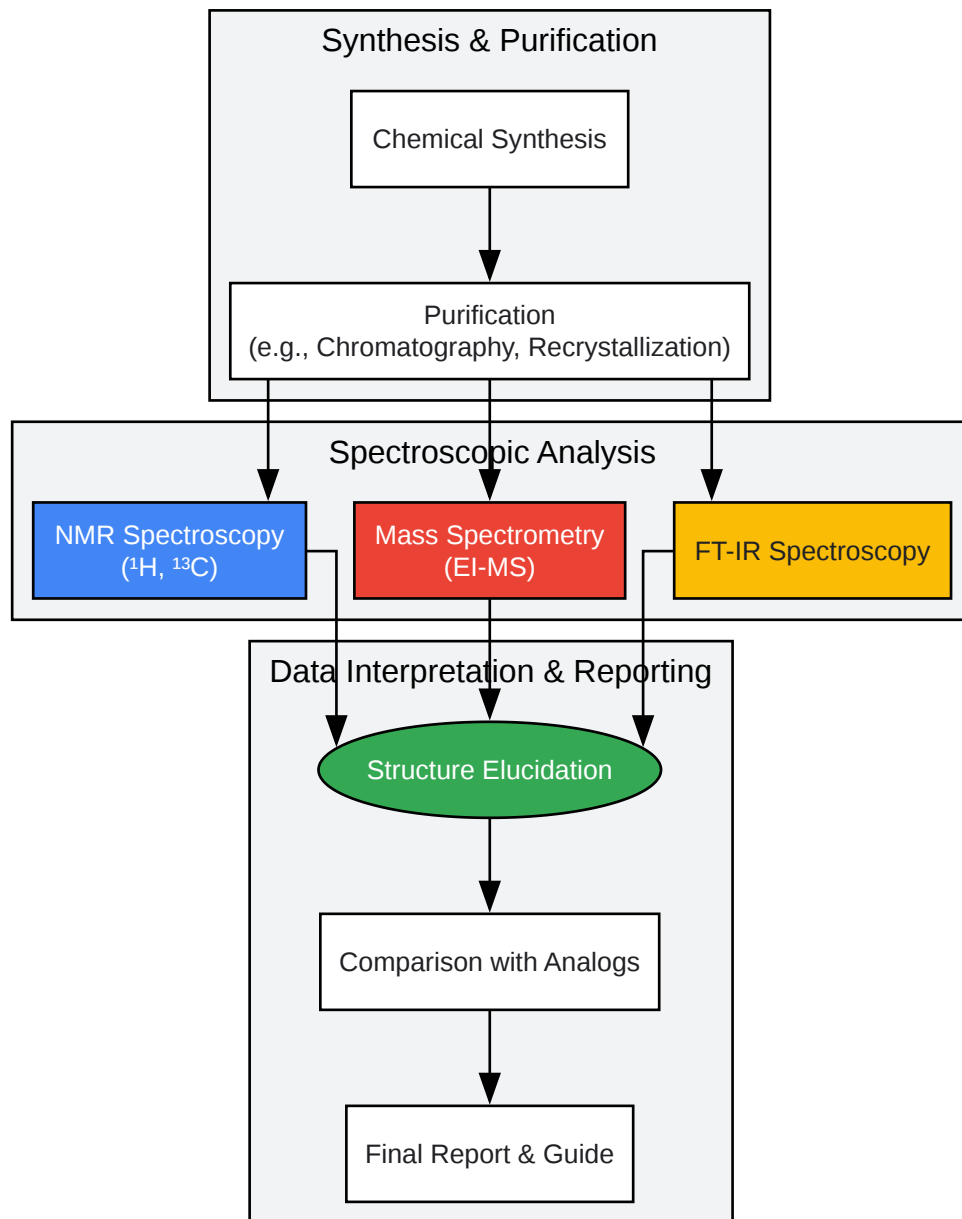 Synthesis & Purification
Chemical Synthesis
Purification
(e.g., Chromatography, Recrystallization)
Spectroscopic Analysis
NMR Spectroscopy
(¹H, ¹³C)
Mass Spectrometry
(EI-MS)
FT-IR Spectroscopy
Data Interpretation & Reporting
Structure Elucidation
Comparison with Analogs
Final Report & Guide